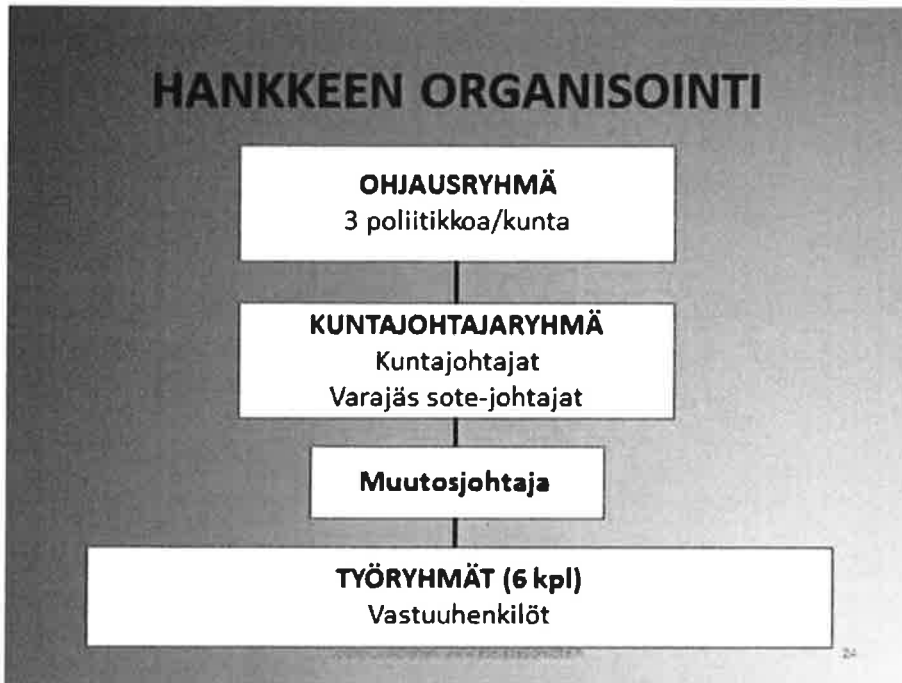 HANKKEEN ORGANISOINTI
OHJAUSRYHMÄ
3 poliitikkoa/kunta
KUNTAJOHTAJARYHMÄ
Kuntajohtajat
Varajäs sote-johtajat
Muutosjohtaja
TYÖRYHMÄT (6 kpl)
Vastuuhenkilöt
24